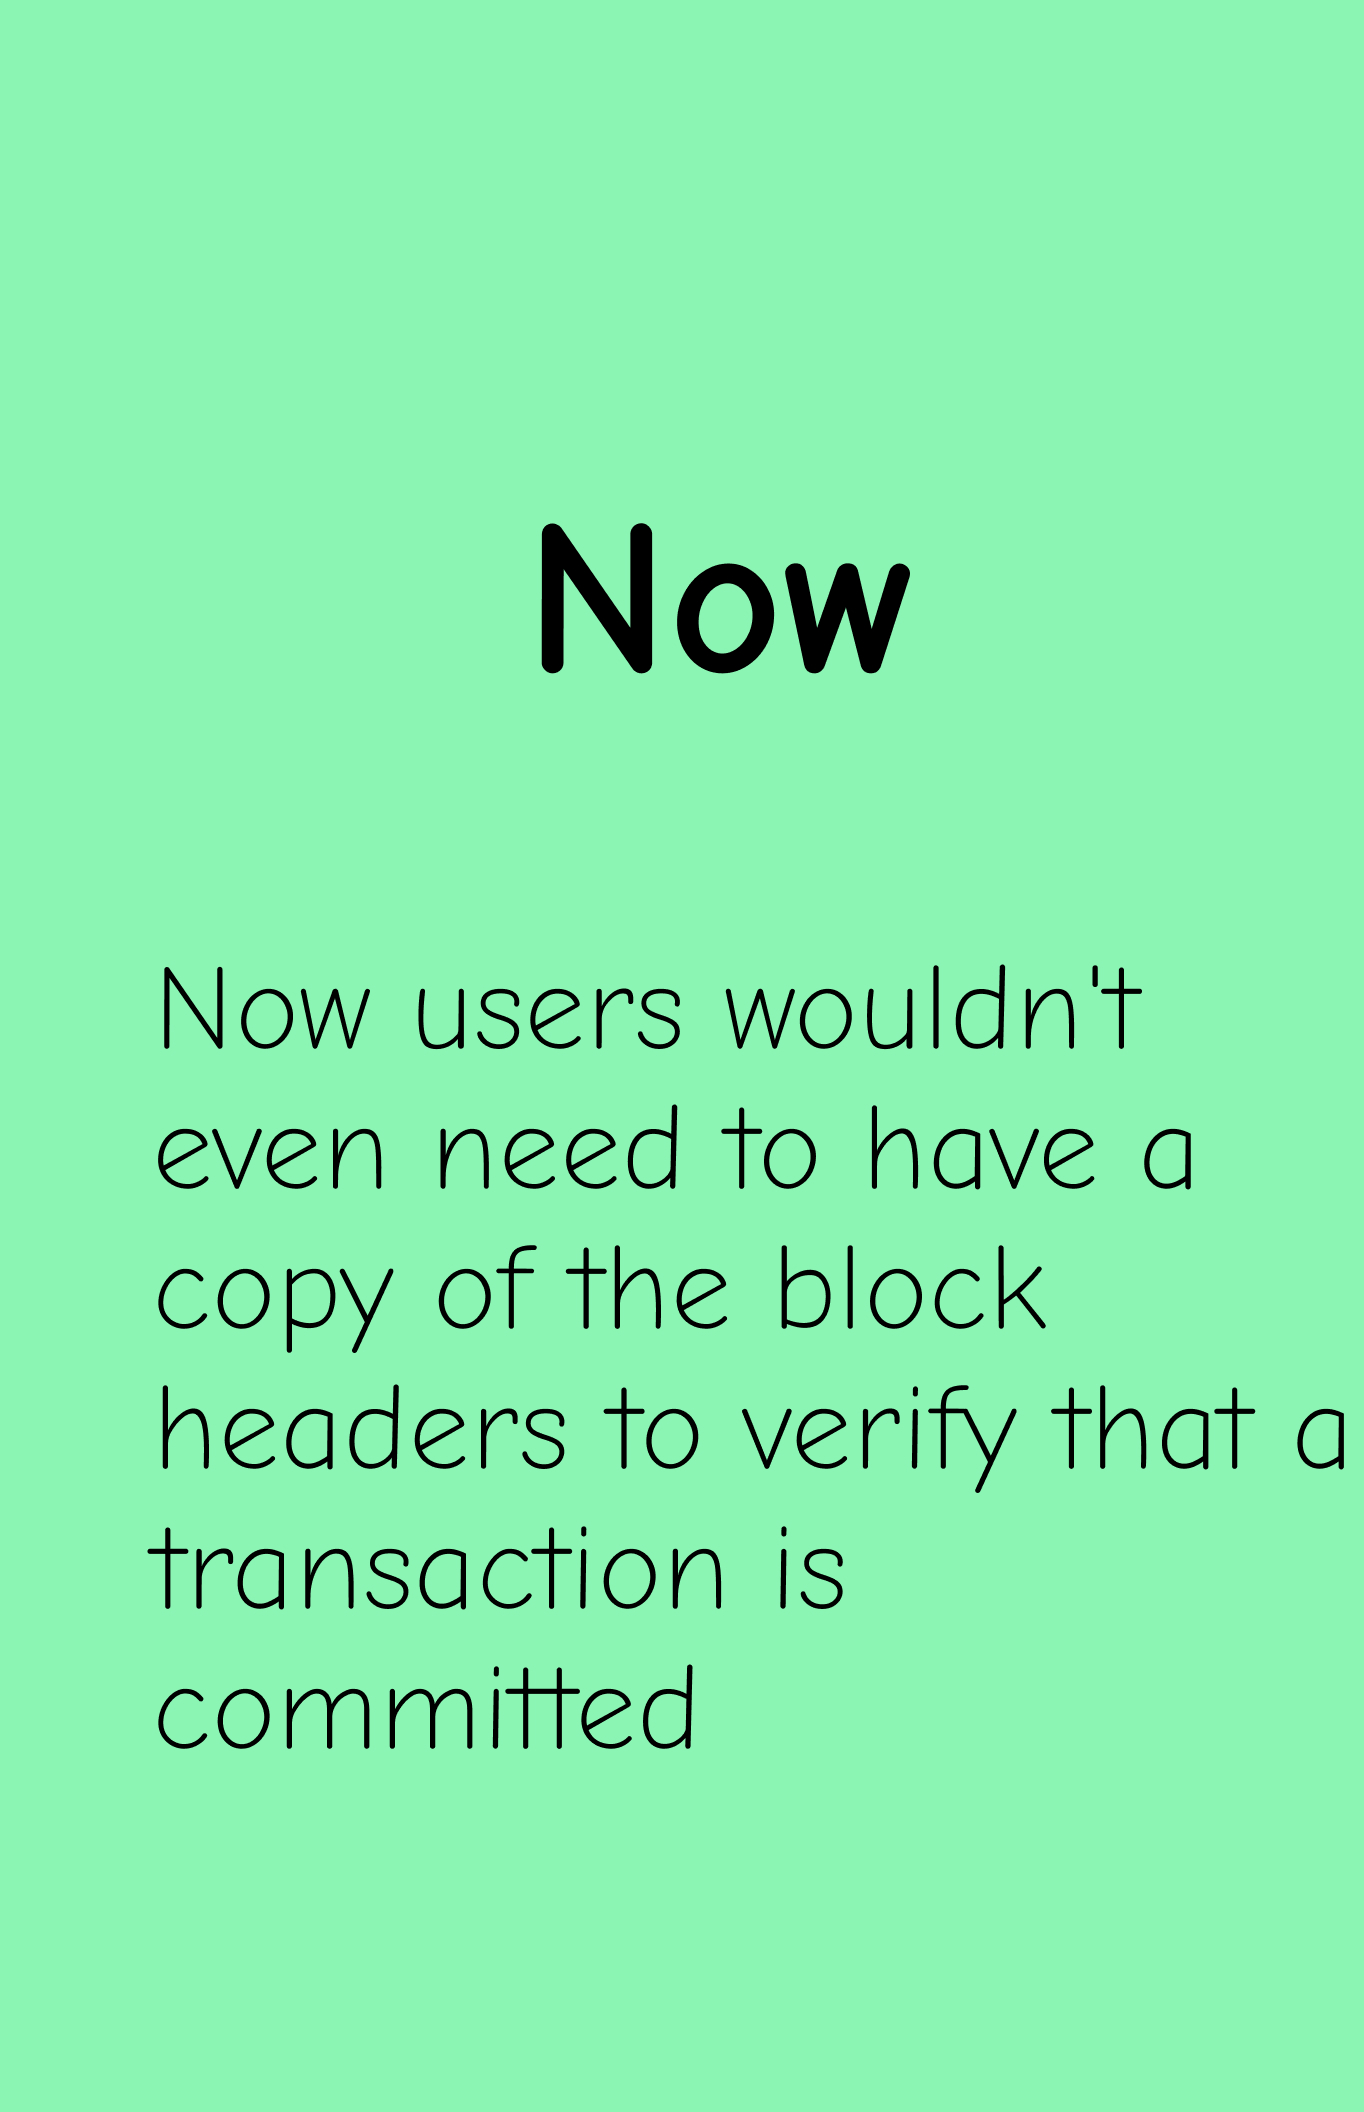 Now
Now users wouldn't
even need to have a
copy of the block
headers to verify that a
transaction is
committed